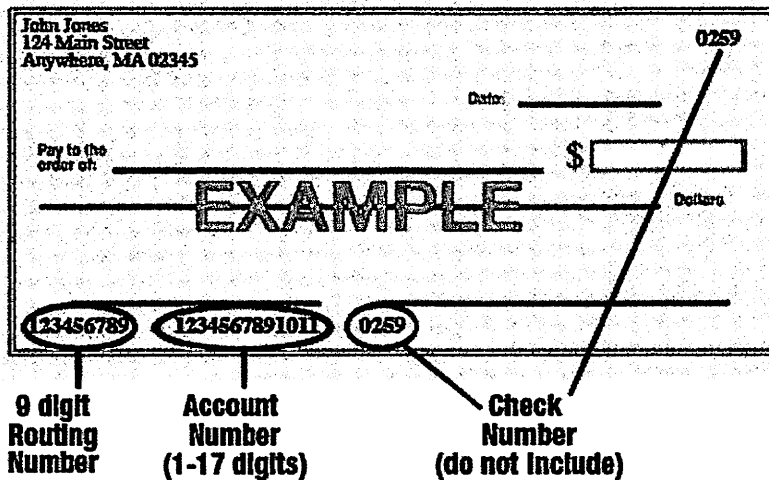 John Jones
124 Main Street
Anywhere, MA 02345
0259
Date:
Pay to the
order of:
$
EXAMPLE
Dollars
123456789
1234567891011
0259
9 digit
Routing
Number
Account
Number
(1-17 digits)
Check
Number
(do not include)